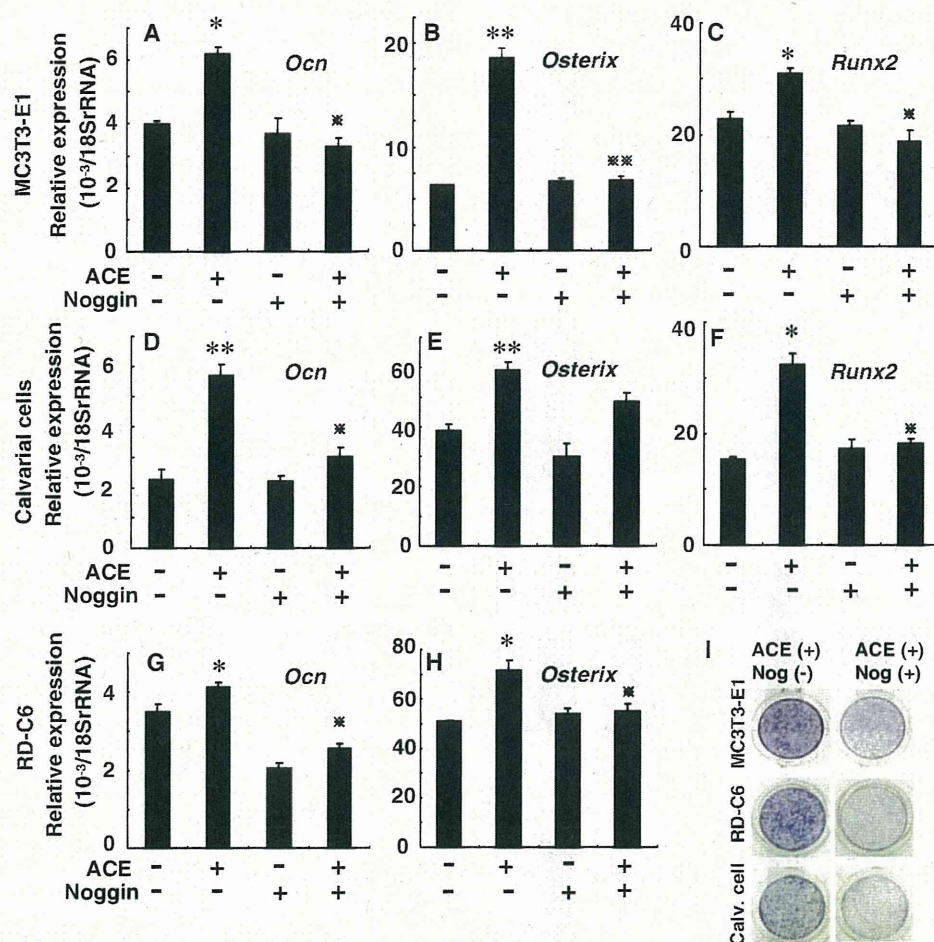 A
Ocn
*
※
MC3T3-E1
Relative expression
(10-3/18SrRNA)
6
4
2
0
B
Osterix
**
※※
20
10
0
C
Runx2
*
※
40
20
0
ACE - + - + - + - + - + - +
Noggin - - + + - - + + - - + +
D
Ocn
**
※
Calvarial cells
Relative expression
(10-3/18SrRNA)
6
4
2
0
E
Osterix
**
60
40
20
0
F
Runx2
*
※
40
20
0
ACE - + - + - + - + - + - +
Noggin - - + + - - + + - - + +
G
Ocn
*
※
RD-C6
Relative expression
(10-3/18SrRNA)
4
2
0
H
Osterix
*
※
80
60
40
20
0
ACE - + - + - + - +
Noggin - - + + - - + +
I
ACE (+) ACE (+)
Nog (-) Nog (+)
MC3T3-E1
RD-C6
Calv. cell